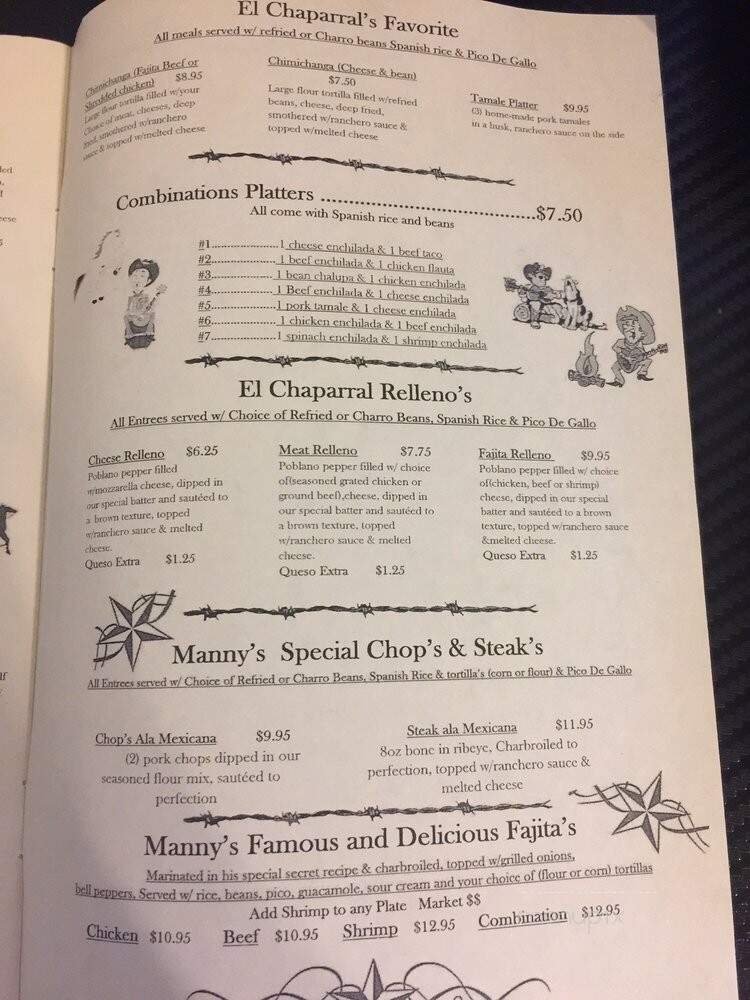 El Chaparral's Favorite
All meals served w/ refried or Charro beans Spanish rice & Pico De Gallo
Chimichanga (Fajita Beef or
Shredded chicken) $8.95
Large flour tortilla filled w/your
Choice of meat, cheeses, deep
fried, smothered w/ranchero
sauce & topped w/melted cheese
Chimichanga (Cheese & bean)
$7.50
Large flour tortilla filled w/refried
beans, cheese, deep fried,
smothered w/ranchero sauce &
topped w/melted cheese
Tamale Platter $9.95
(3) home-made pork tamales
in a husk, ranchero sauce on the side
Combinations Platters ....................................$7.50
All come with Spanish rice and beans
#1......................1 cheese enchilada & 1 beef taco
#2......................1 beef enchilada & 1 chicken flauta
#3......................1 bean chalupa & 1 chicken enchilada
#4......................1 Beef enchilada & 1 cheese enchilada
#5......................1 pork tamale & 1 cheese enchilada
#6......................1 chicken enchilada & 1 beef enchilada
#7......................1 spinach enchilada & 1 shrimp enchilada
El Chaparral Relleno's
All Entrees served w/ Choice of Refried or Charro Beans, Spanish Rice & Pico De Gallo
Cheese Relleno $6.25
Poblano pepper filled
w/mozzarella cheese, dipped in
our special batter and sautéed to
a brown texture, topped
w/ranchero sauce & melted
cheese.
Queso Extra $1.25
Meat Relleno $7.75
Poblano pepper filled w/ choice
of(seasoned grated chicken or
ground beef),cheese, dipped in
our special batter and sautéed to
a brown texture, topped
w/ranchero sauce & melted
cheese.
Queso Extra $1.25
Fajita Relleno $9.95
Poblano pepper filled w/ choice
of(chicken, beef or shrimp)
cheese, dipped in our special
batter and sautéed to a brown
texture, topped w/ranchero sauce
&melted cheese.
Queso Extra $1.25
Manny's Special Chop's & Steak's
All Entrees served w/ Choice of Refried or Charro Beans, Spanish Rice & tortilla's (corn or flour) & Pico De Gallo
Chop's Ala Mexicana $9.95
(2) pork chops dipped in our
seasoned flour mix, sautéed to
perfection
Steak ala Mexicana $11.95
8oz bone in ribeye, Charbroiled to
perfection, topped w/ranchero sauce &
melted cheese
Manny's Famous and Delicious Fajita's
Marinated in his special secret recipe & charbroiled, topped w/grilled onions,
bell peppers, Served w/ rice, beans, pico, guacamole, sour cream and your choice of (flour or corn) tortillas
Add Shrimp to any Plate Market $$
Chicken $10.95 Beef $10.95 Shrimp $12.95 Combination $12.95